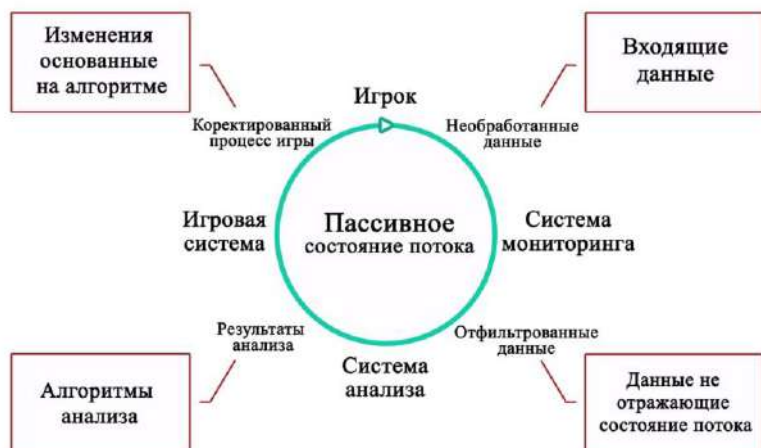 Изменения
основанные
на алгоритме
Входящие
данные
Игрок
Коректированный
процесс игры
Необработанные
данные
Игровая
система
Пассивное
состояние потока
Система
мониторинга
Результаты
анализа
Отфильтрованные
данные
Система
анализа
Алгоритмы
анализа
Данные не
отражающие
состояние потока